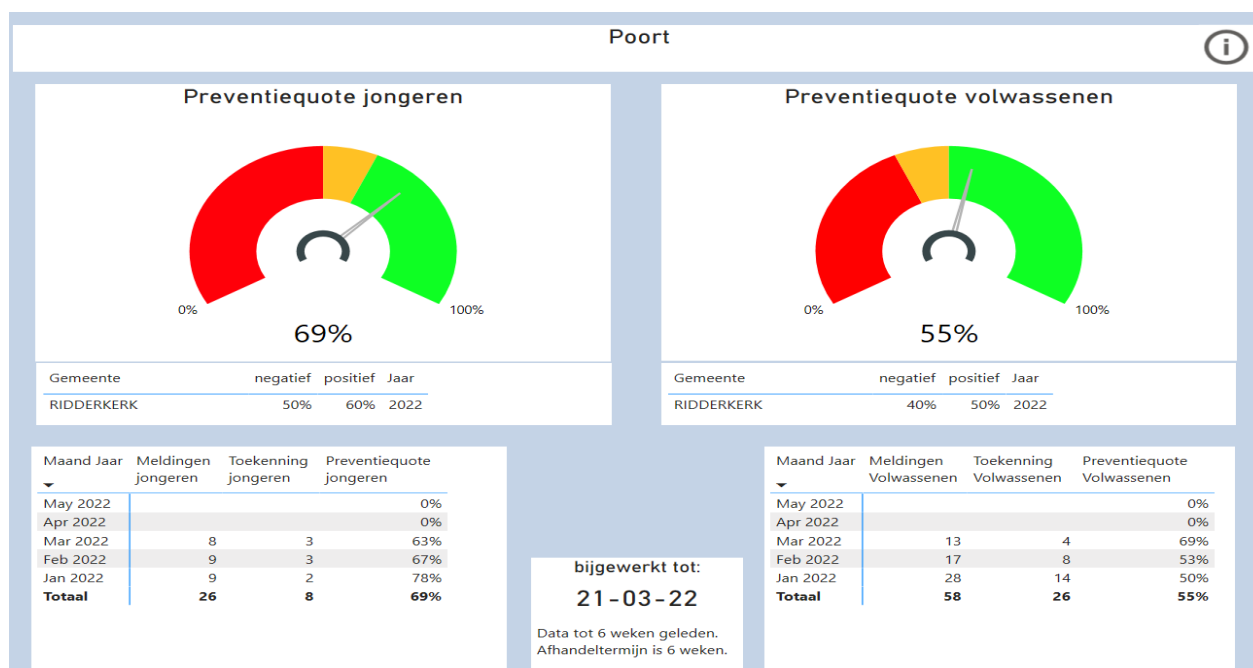 Poort
i
Preventiequote jongeren
0%
100%
69%
Gemeente negatief positief Jaar
RIDDERKERK 50% 60% 2022
Preventiequote volwassenen
0%
100%
55%
Gemeente negatief positief Jaar
RIDDERKERK 40% 50% 2022
Maand Jaar Meldingen jongeren Toekenning jongeren Preventiequote jongeren
May 2022 0%
Apr 2022 0%
Mar 2022 8 3 63%
Feb 2022 9 3 67%
Jan 2022 9 2 78%
Totaal 26 8 69%
bijgewerkt tot:
21-03-22
Data tot 6 weken geleden.
Afhandeltermijn is 6 weken.
Maand Jaar Meldingen Volwassenen Toekenning Volwassenen Preventiequote Volwassenen
May 2022 0%
Apr 2022 0%
Mar 2022 13 4 69%
Feb 2022 17 8 53%
Jan 2022 28 14 50%
Totaal 58 26 55%